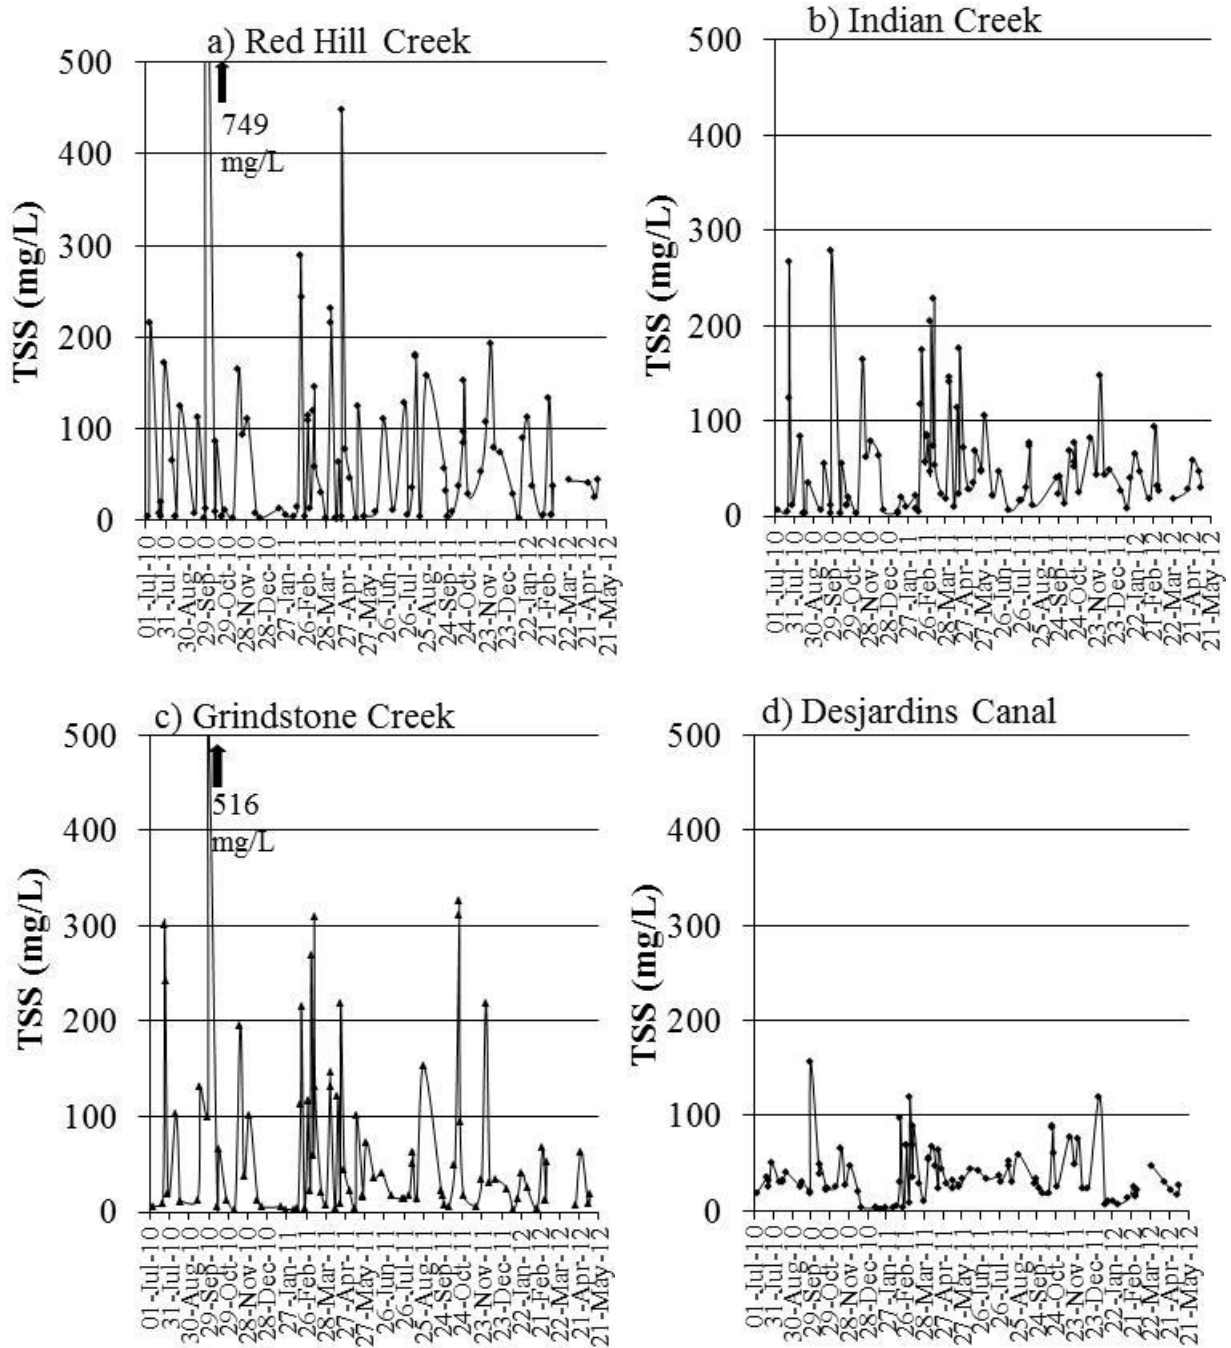 a) Red Hill Creek
TSS (mg/L)
500
400
300
200
100
0
749
mg/L
01-Jul-10
31-Jul-10
30-Aug-10
29-Sep-10
29-Oct-10
28-Nov-10
28-Dec-10
27-Jan-11
26-Feb-11
28-Mar-11
27-Apr-11
27-May-11
26-Jun-11
26-Jul-11
25-Aug-11
24-Sep-11
24-Oct-11
23-Nov-11
23-Dec-11
22-Jan-12
21-Feb-12
22-Mar-12
21-Apr-12
21-May-12
b) Indian Creek
TSS (mg/L)
500
400
300
200
100
0
01-Jul-10
31-Jul-10
30-Aug-10
29-Sep-10
29-Oct-10
28-Nov-10
28-Dec-10
27-Jan-11
26-Feb-11
28-Mar-11
27-Apr-11
27-May-11
26-Jun-11
26-Jul-11
25-Aug-11
24-Sep-11
24-Oct-11
23-Nov-11
23-Dec-11
22-Jan-12
21-Feb-12
22-Mar-12
21-Apr-12
21-May-12
c) Grindstone Creek
TSS (mg/L)
500
400
300
200
100
0
516
mg/L
01-Jul-10
31-Jul-10
30-Aug-10
29-Sep-10
29-Oct-10
28-Nov-10
28-Dec-10
27-Jan-11
26-Feb-11
28-Mar-11
27-Apr-11
27-May-11
26-Jun-11
26-Jul-11
25-Aug-11
24-Sep-11
24-Oct-11
23-Nov-11
23-Dec-11
22-Jan-12
21-Feb-12
22-Mar-12
21-Apr-12
21-May-12
d) Desjardins Canal
TSS (mg/L)
500
400
300
200
100
0
01-Jul-10
31-Jul-10
30-Aug-10
29-Sep-10
29-Oct-10
28-Nov-10
28-Dec-10
27-Jan-11
26-Feb-11
28-Mar-11
27-Apr-11
27-May-11
26-Jun-11
26-Jul-11
25-Aug-11
24-Sep-11
24-Oct-11
23-Nov-11
23-Dec-11
22-Jan-12
21-Feb-12
22-Mar-12
21-Apr-12
21-May-12